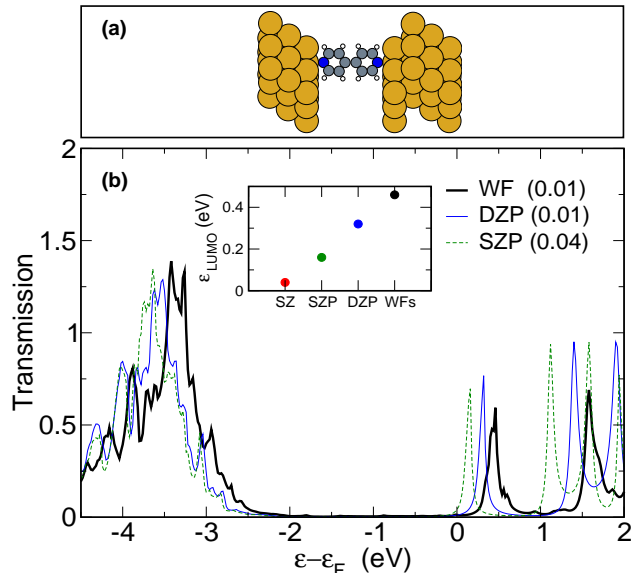 (a)
2
(b)
WF (0.01)
DZP (0.01)
SZP (0.04)
ε_LUMO (eV)
0.4
0.2
0
SZ SZP DZP WFs
Transmission
1.5
1
0.5
0
-4 -3 -2 -1 0 1 2
ε−ε_F (eV)